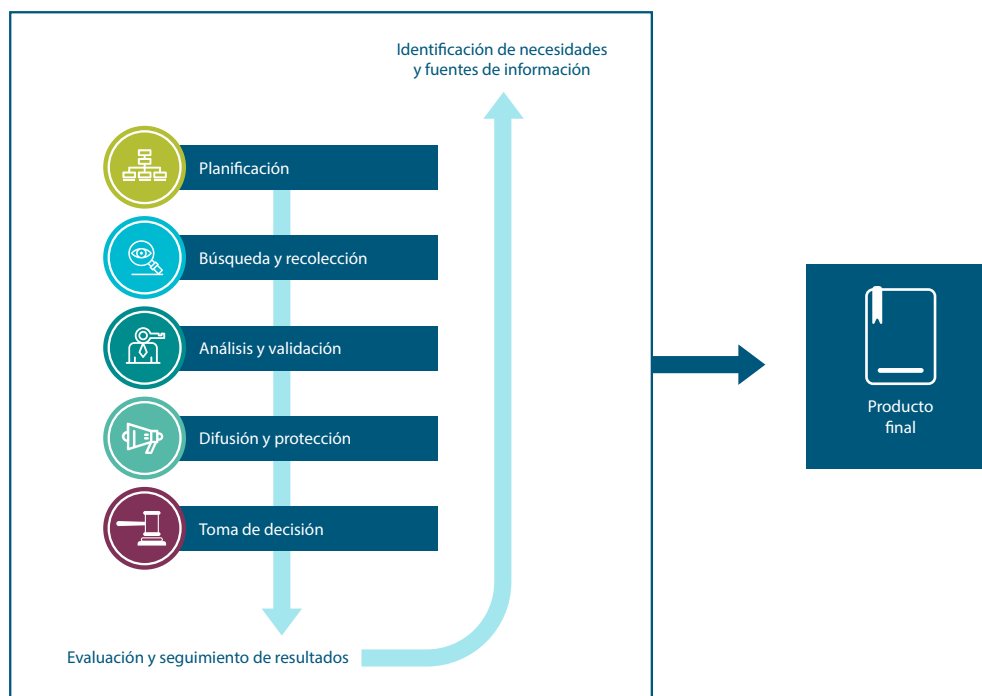 Identificación de necesidades
y fuentes de información
Planificación
Búsqueda y recolección
Análisis y validación
Difusión y protección
Toma de decisión
Evaluación y seguimiento de resultados
Producto
final